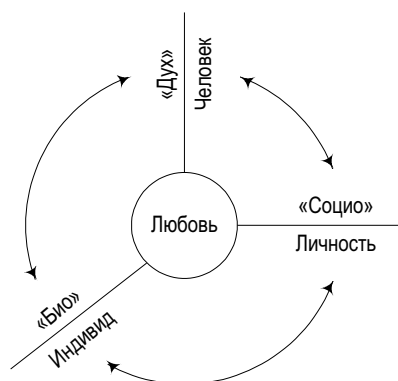 «Дух»
Человек
«Социо»
Любовь
Личность
«Био»
Индивид